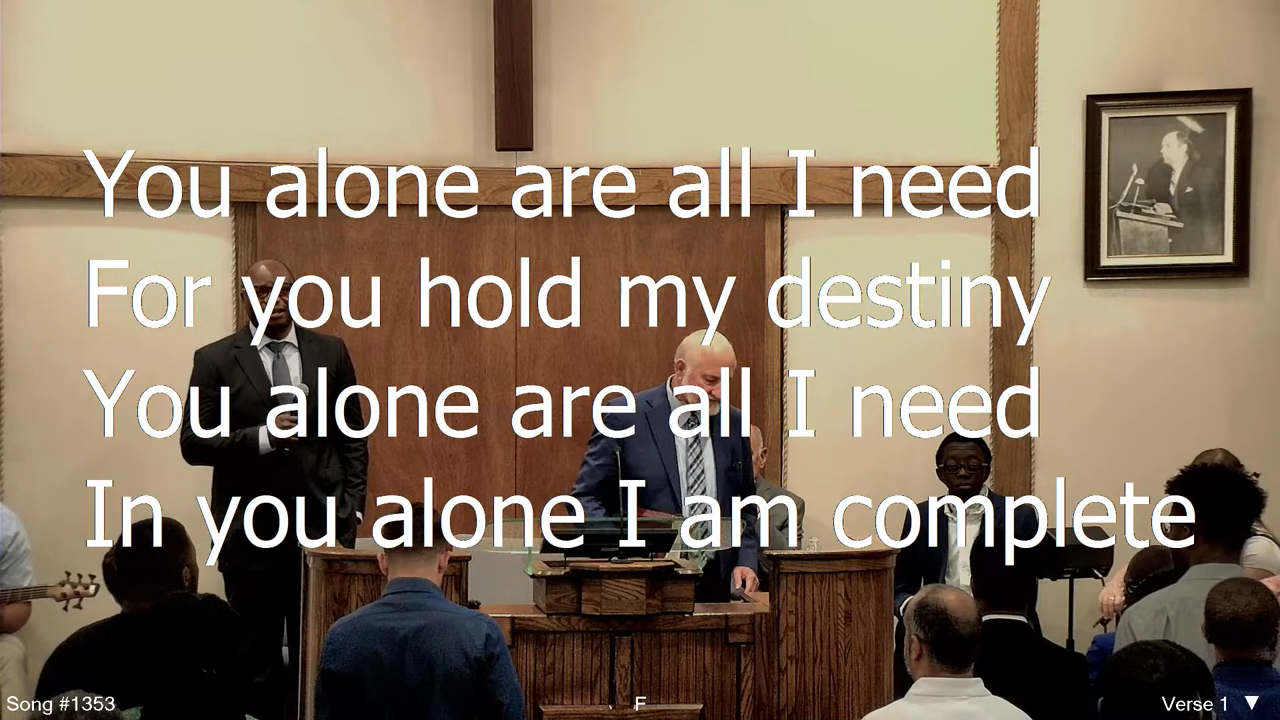 You alone are all I need
For you hold my destiny
You alone are all I need
In you alone I am complete
Song #1353
F
Verse 1 ▼